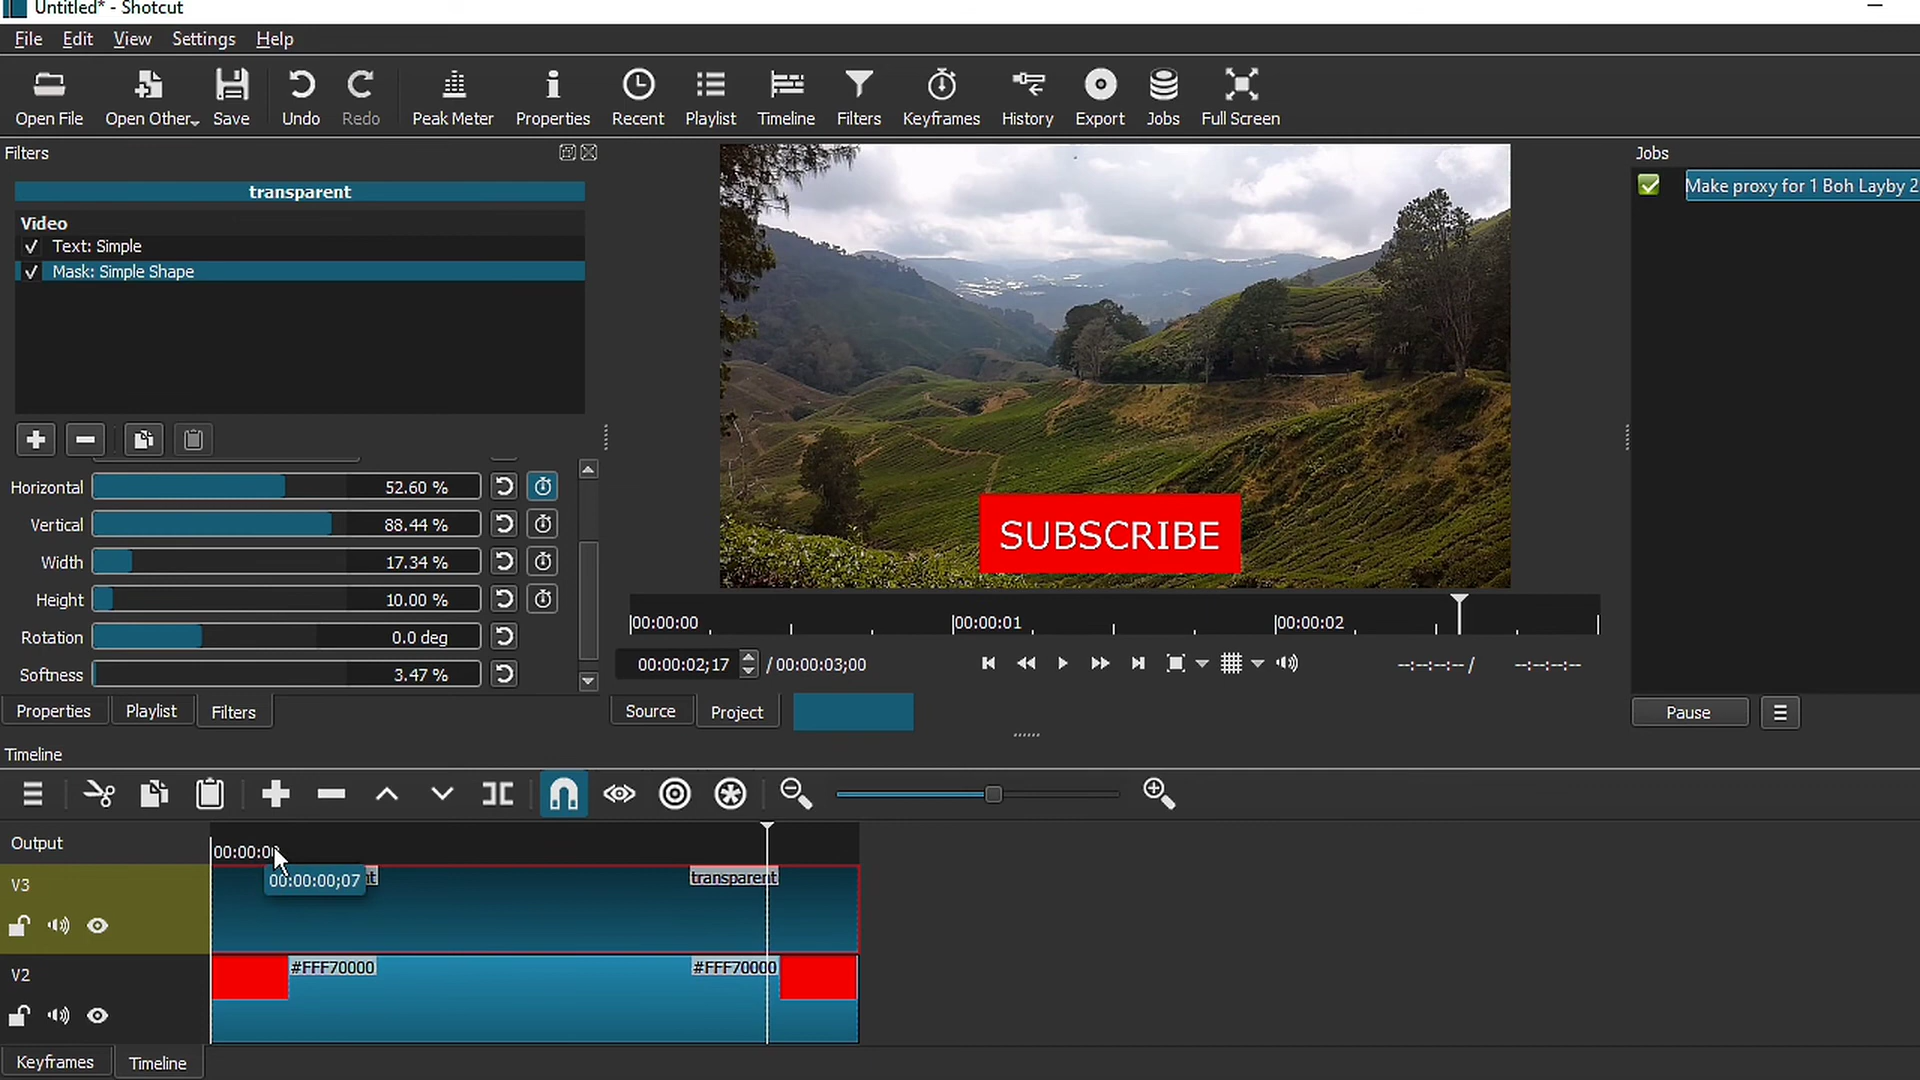 Untitled* - Shotcut
File Edit View Settings Help
Open File Open Other Save Undo Redo Peak Meter Properties Recent Playlist Timeline Filters Keyframes History Export Jobs Full Screen
Filters
transparent
Video
Text: Simple
Mask: Simple Shape
Horizontal 52.60 %
Vertical 88.44 %
Width 17.34 %
Height 10.00 %
Rotation 0.0 deg
Softness 3.47 %
Properties Playlist Filters
SUBSCRIBE
00:00:00 00:00:01 00:00:02
00:00:02;17 / 00:00:03;00 --:--:--:-- / --:--:--:--
Source Project
Jobs
Make proxy for 1 Boh Layby 2
Pause
Timeline
Output
00:00:00
00:00:00;07
V3 transparent
V2 #FFF70000 #FFF70000
Keyframes Timeline